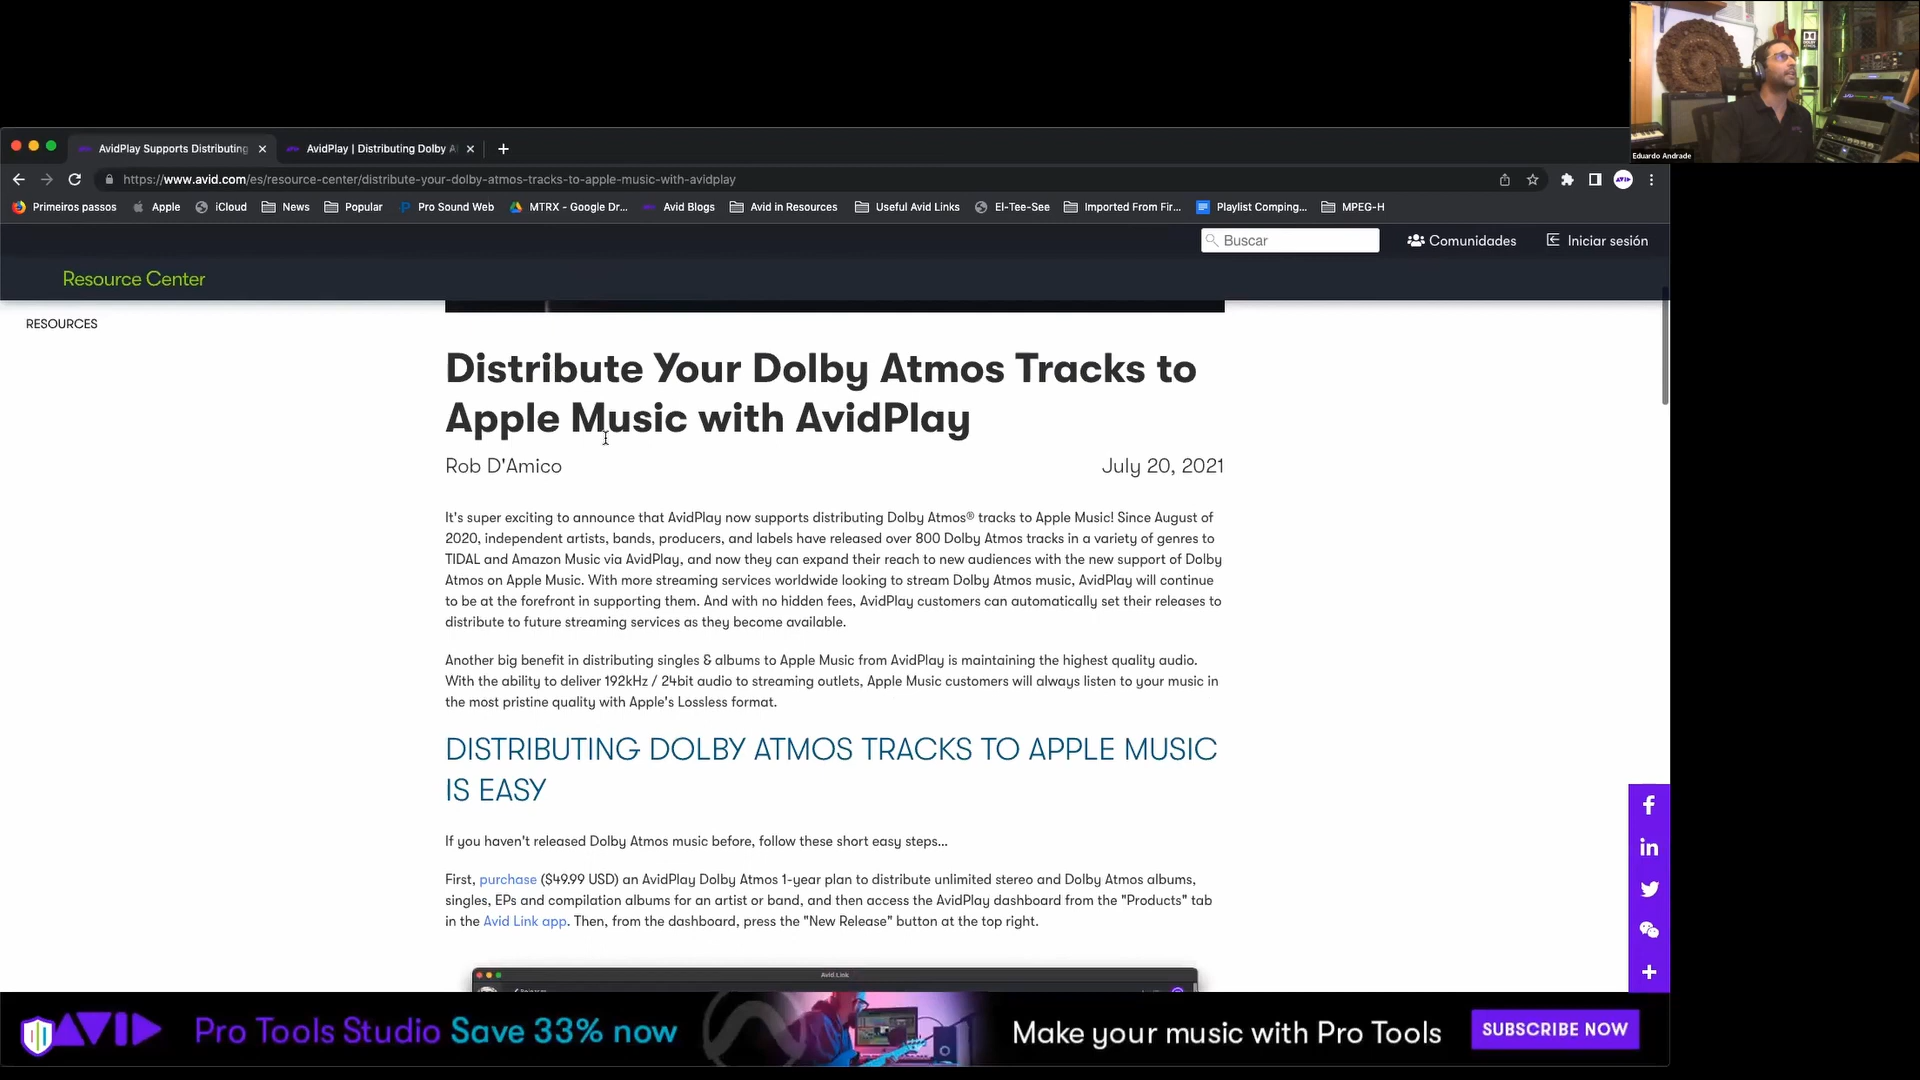 Eduardo Andrade
AvidPlay Supports Distributing
AvidPlay | Distributing Dolby A
https://www.avid.com/es/resource-center/distribute-your-dolby-atmos-tracks-to-apple-music-with-avidplay
Primeiros passos Apple iCloud News Popular Pro Sound Web MTRX - Google Dr... Avid Blogs Avid in Resources Useful Avid Links El-Tee-See Imported From Fir... Playlist Comping... MPEG-H
Buscar Comunidades Iniciar sesión
Resource Center
RESOURCES
Distribute Your Dolby Atmos Tracks to
Apple Music with AvidPlay
Rob D'Amico July 20, 2021
It's super exciting to announce that AvidPlay now supports distributing Dolby Atmos® tracks to Apple Music! Since August of
2020, independent artists, bands, producers, and labels have released over 800 Dolby Atmos tracks in a variety of genres to
TIDAL and Amazon Music via AvidPlay, and now they can expand their reach to new audiences with the new support of Dolby
Atmos on Apple Music. With more streaming services worldwide looking to stream Dolby Atmos music, AvidPlay will continue
to be at the forefront in supporting them. And with no hidden fees, AvidPlay customers can automatically set their releases to
distribute to future streaming services as they become available.
Another big benefit in distributing singles & albums to Apple Music from AvidPlay is maintaining the highest quality audio.
With the ability to deliver 192kHz / 24bit audio to streaming outlets, Apple Music customers will always listen to your music in
the most pristine quality with Apple's Lossless format.
DISTRIBUTING DOLBY ATMOS TRACKS TO APPLE MUSIC
IS EASY
If you haven't released Dolby Atmos music before, follow these short easy steps...
First, purchase ($49.99 USD) an AvidPlay Dolby Atmos 1-year plan to distribute unlimited stereo and Dolby Atmos albums,
singles, EPs and compilation albums for an artist or band, and then access the AvidPlay dashboard from the "Products" tab
in the Avid Link app. Then, from the dashboard, press the "New Release" button at the top right.
Avid Link
AVID Pro Tools Studio Save 33% now Make your music with Pro Tools SUBSCRIBE NOW